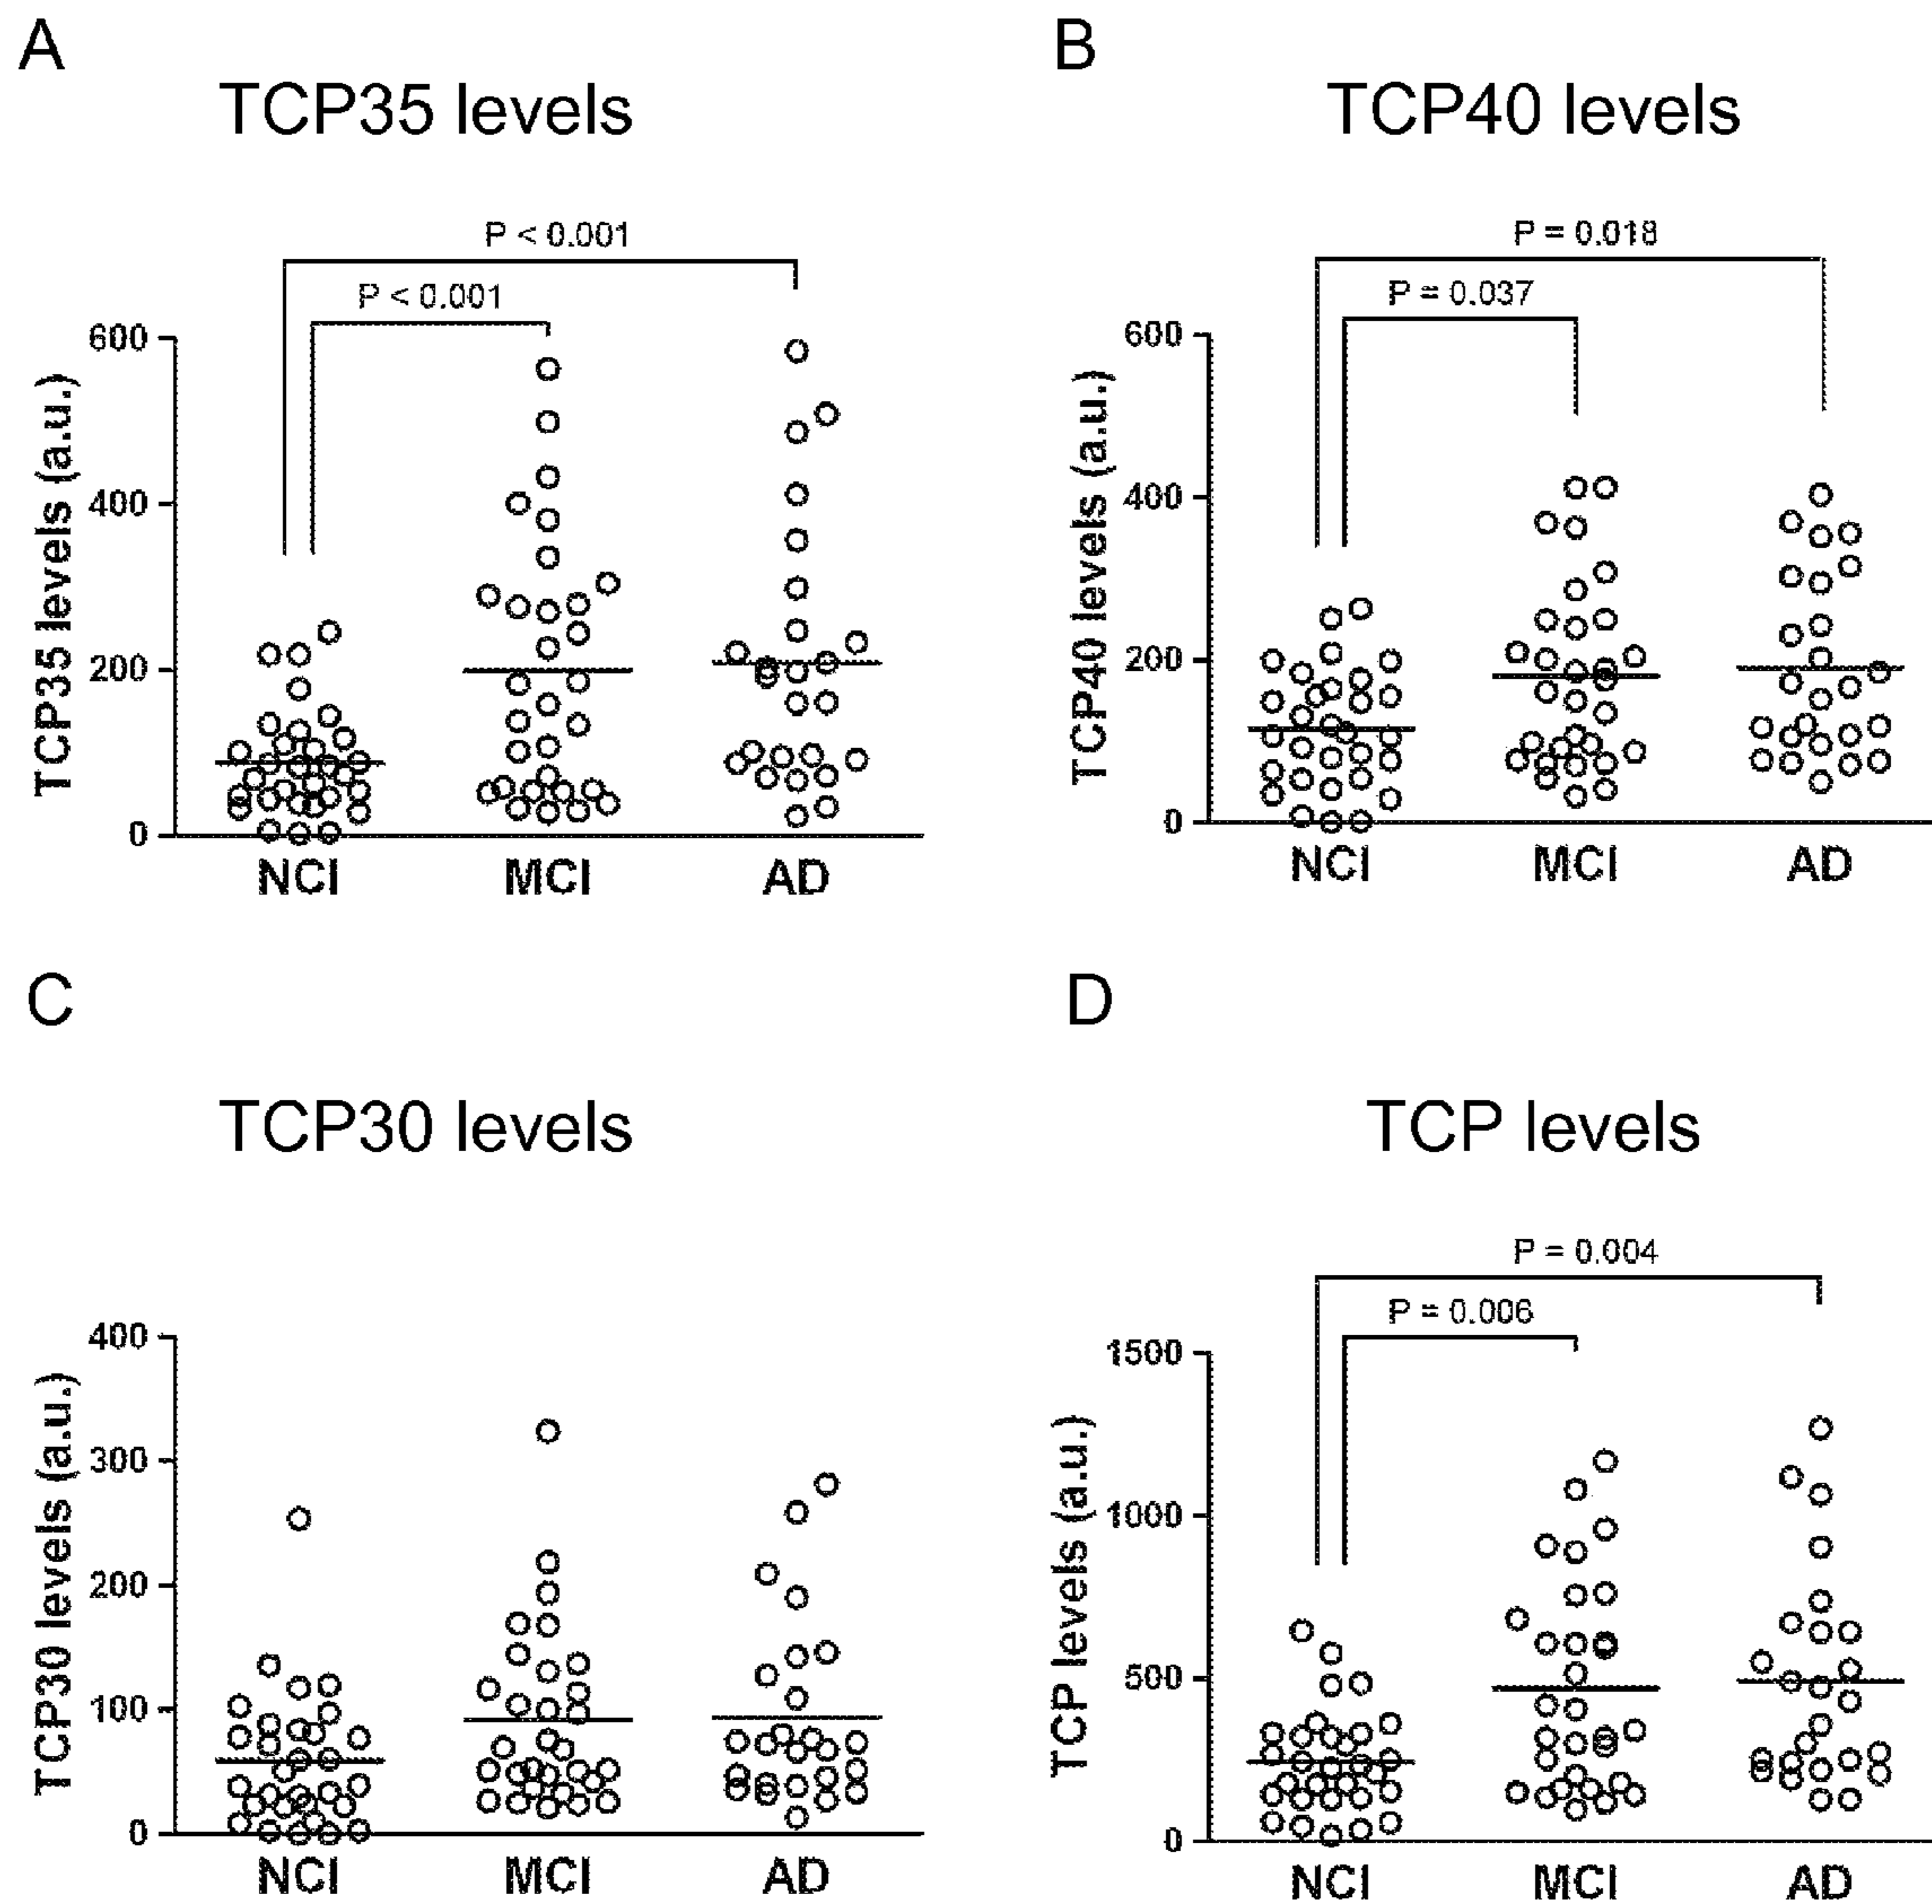 A
TCP35 levels
P < 0.001
P < 0.001
600
400
200
0
TCP35 levels (a.u.)
NCI MCI AD
B
TCP40 levels
P = 0.018
P = 0.037
600
400
200
0
TCP40 levels (a.u.)
NCI MCI AD
C
TCP30 levels
400
300
200
100
0
TCP30 levels (a.u.)
NCI MCI AD
D
TCP levels
P = 0.004
P = 0.006
1500
1000
500
0
TCP levels (a.u.)
NCI MCI AD